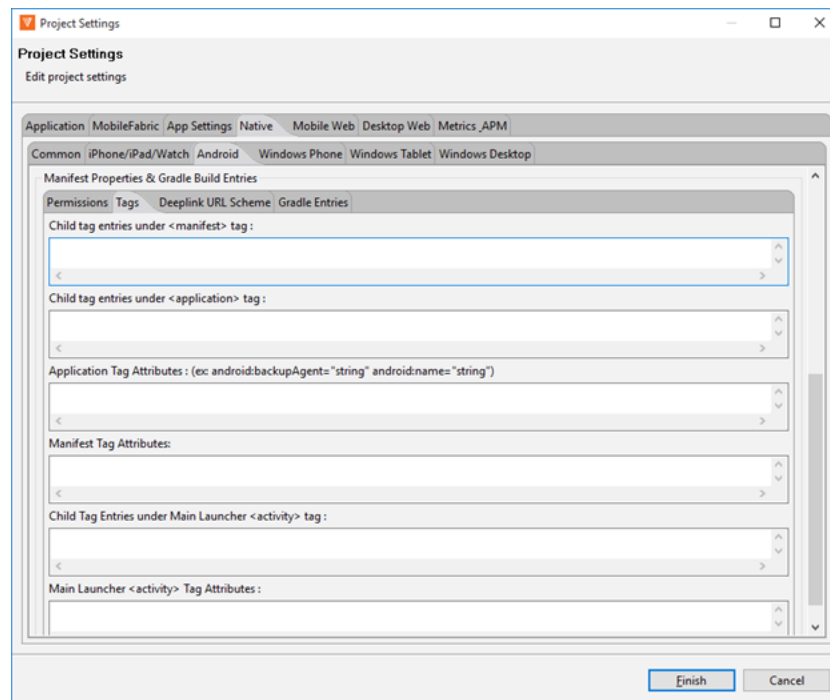 Project Settings
Project Settings
Edit project settings
Application MobileFabric App Settings Native Mobile Web Desktop Web Metrics_APM
Common iPhone/iPad/Watch Android Windows Phone Windows Tablet Windows Desktop
Manifest Properties & Gradle Build Entries
Permissions Tags Deeplink URL Scheme Gradle Entries
Child tag entries under <manifest> tag :
Child tag entries under <application> tag :
Application Tag Attributes : (ex: android:backupAgent="string" android:name="string")
Manifest Tag Attributes:
Child Tag Entries under Main Launcher <activity> tag :
Main Launcher <activity> Tag Attributes :
Finish Cancel